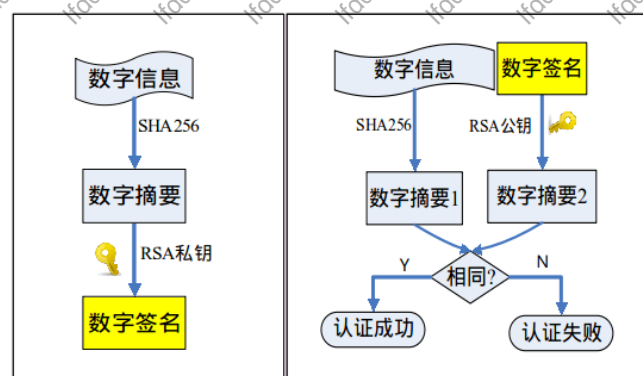 数字信息
SHA256
数字摘要
RSA私钥
数字签名
数字信息
数字签名
SHA256
RSA公钥
数字摘要1
数字摘要2
相同?
Y
N
认证成功
认证失败